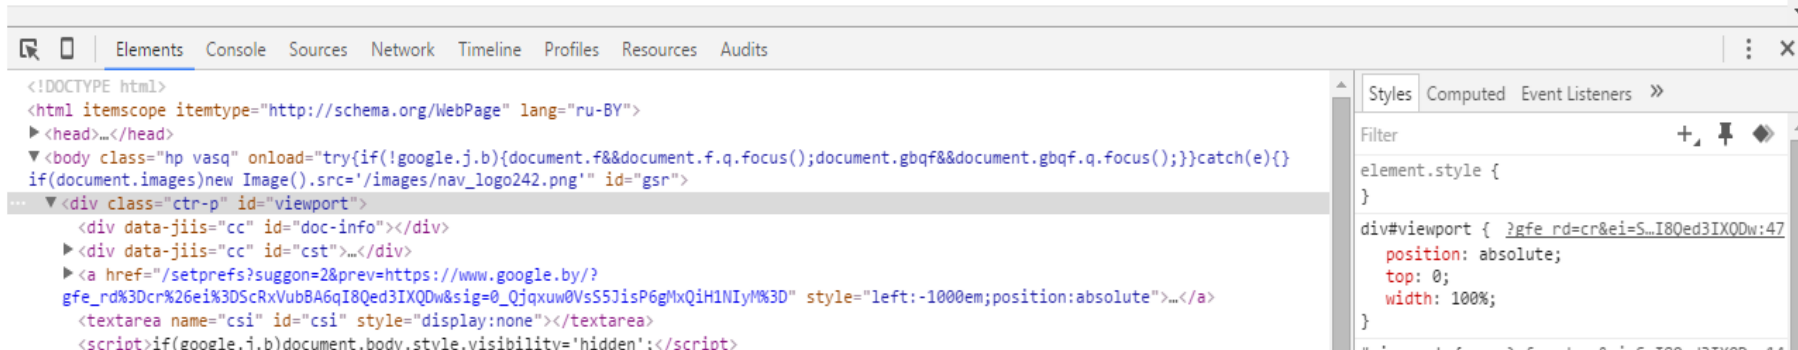 Elements Console Sources Network Timeline Profiles Resources Audits
<!DOCTYPE html>
<html itemscope itemtype="http://schema.org/WebPage" lang="ru-BY">
<head>…</head>
<body class="hp vasq" onload="try{if(!google.j.b){document.f&&document.f.q.focus();document.gbqf&&document.gbqf.q.focus();}}catch(e){}
if(document.images)new Image().src='/images/nav_logo242.png'" id="gsr">
<div class="ctr-p" id="viewport">
<div data-jiis="cc" id="doc-info"></div>
<div data-jiis="cc" id="cst">…</div>
<a href="/setprefs?suggon=2&prev=https://www.google.by/?
gfe_rd%3Dcr%26ei%3DScRxVubBA6qI8Qed3IXQDw&sig=0_Qjqxuw0VsS5JisP6gMxQiH1NIyM%3D" style="left:-1000em;position:absolute">…</a>
<textarea name="csi" id="csi" style="display:none"></textarea>
<script>if(google.j.b)document.body.style.visibility='hidden';</script>
Styles Computed Event Listeners »
Filter
element.style {
}
div#viewport { ?gfe_rd=cr&ei=S…I8Qed3IXQDw:47
position: absolute;
top: 0;
width: 100%;
}